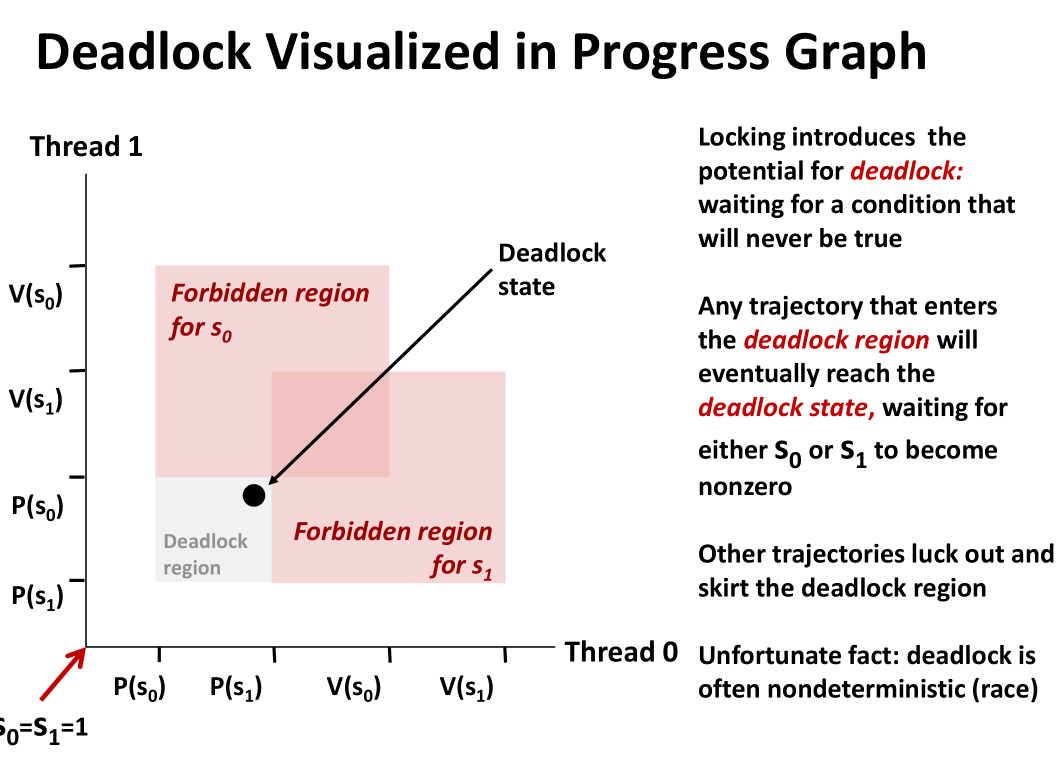 Deadlock Visualized in Progress Graph
Thread 1
V(s0)
V(s1)
P(s0)
P(s1)
Forbidden region
for s0
Deadlock
state
Deadlock
region
Forbidden region
for s1
Thread 0
P(s0) P(s1) V(s0) V(s1)
s0=s1=1
Locking introduces the
potential for deadlock:
waiting for a condition that
will never be true
Any trajectory that enters
the deadlock region will
eventually reach the
deadlock state, waiting for
either s0 or s1 to become
nonzero
Other trajectories luck out and
skirt the deadlock region
Unfortunate fact: deadlock is
often nondeterministic (race)